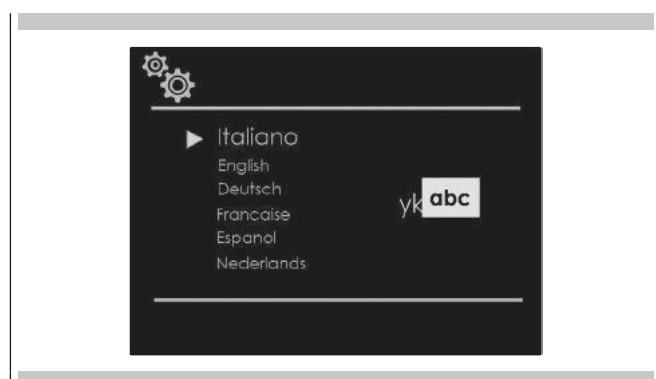 Italiano
English
Deutsch
Francaise
Espanol
Nederlands
yk abc